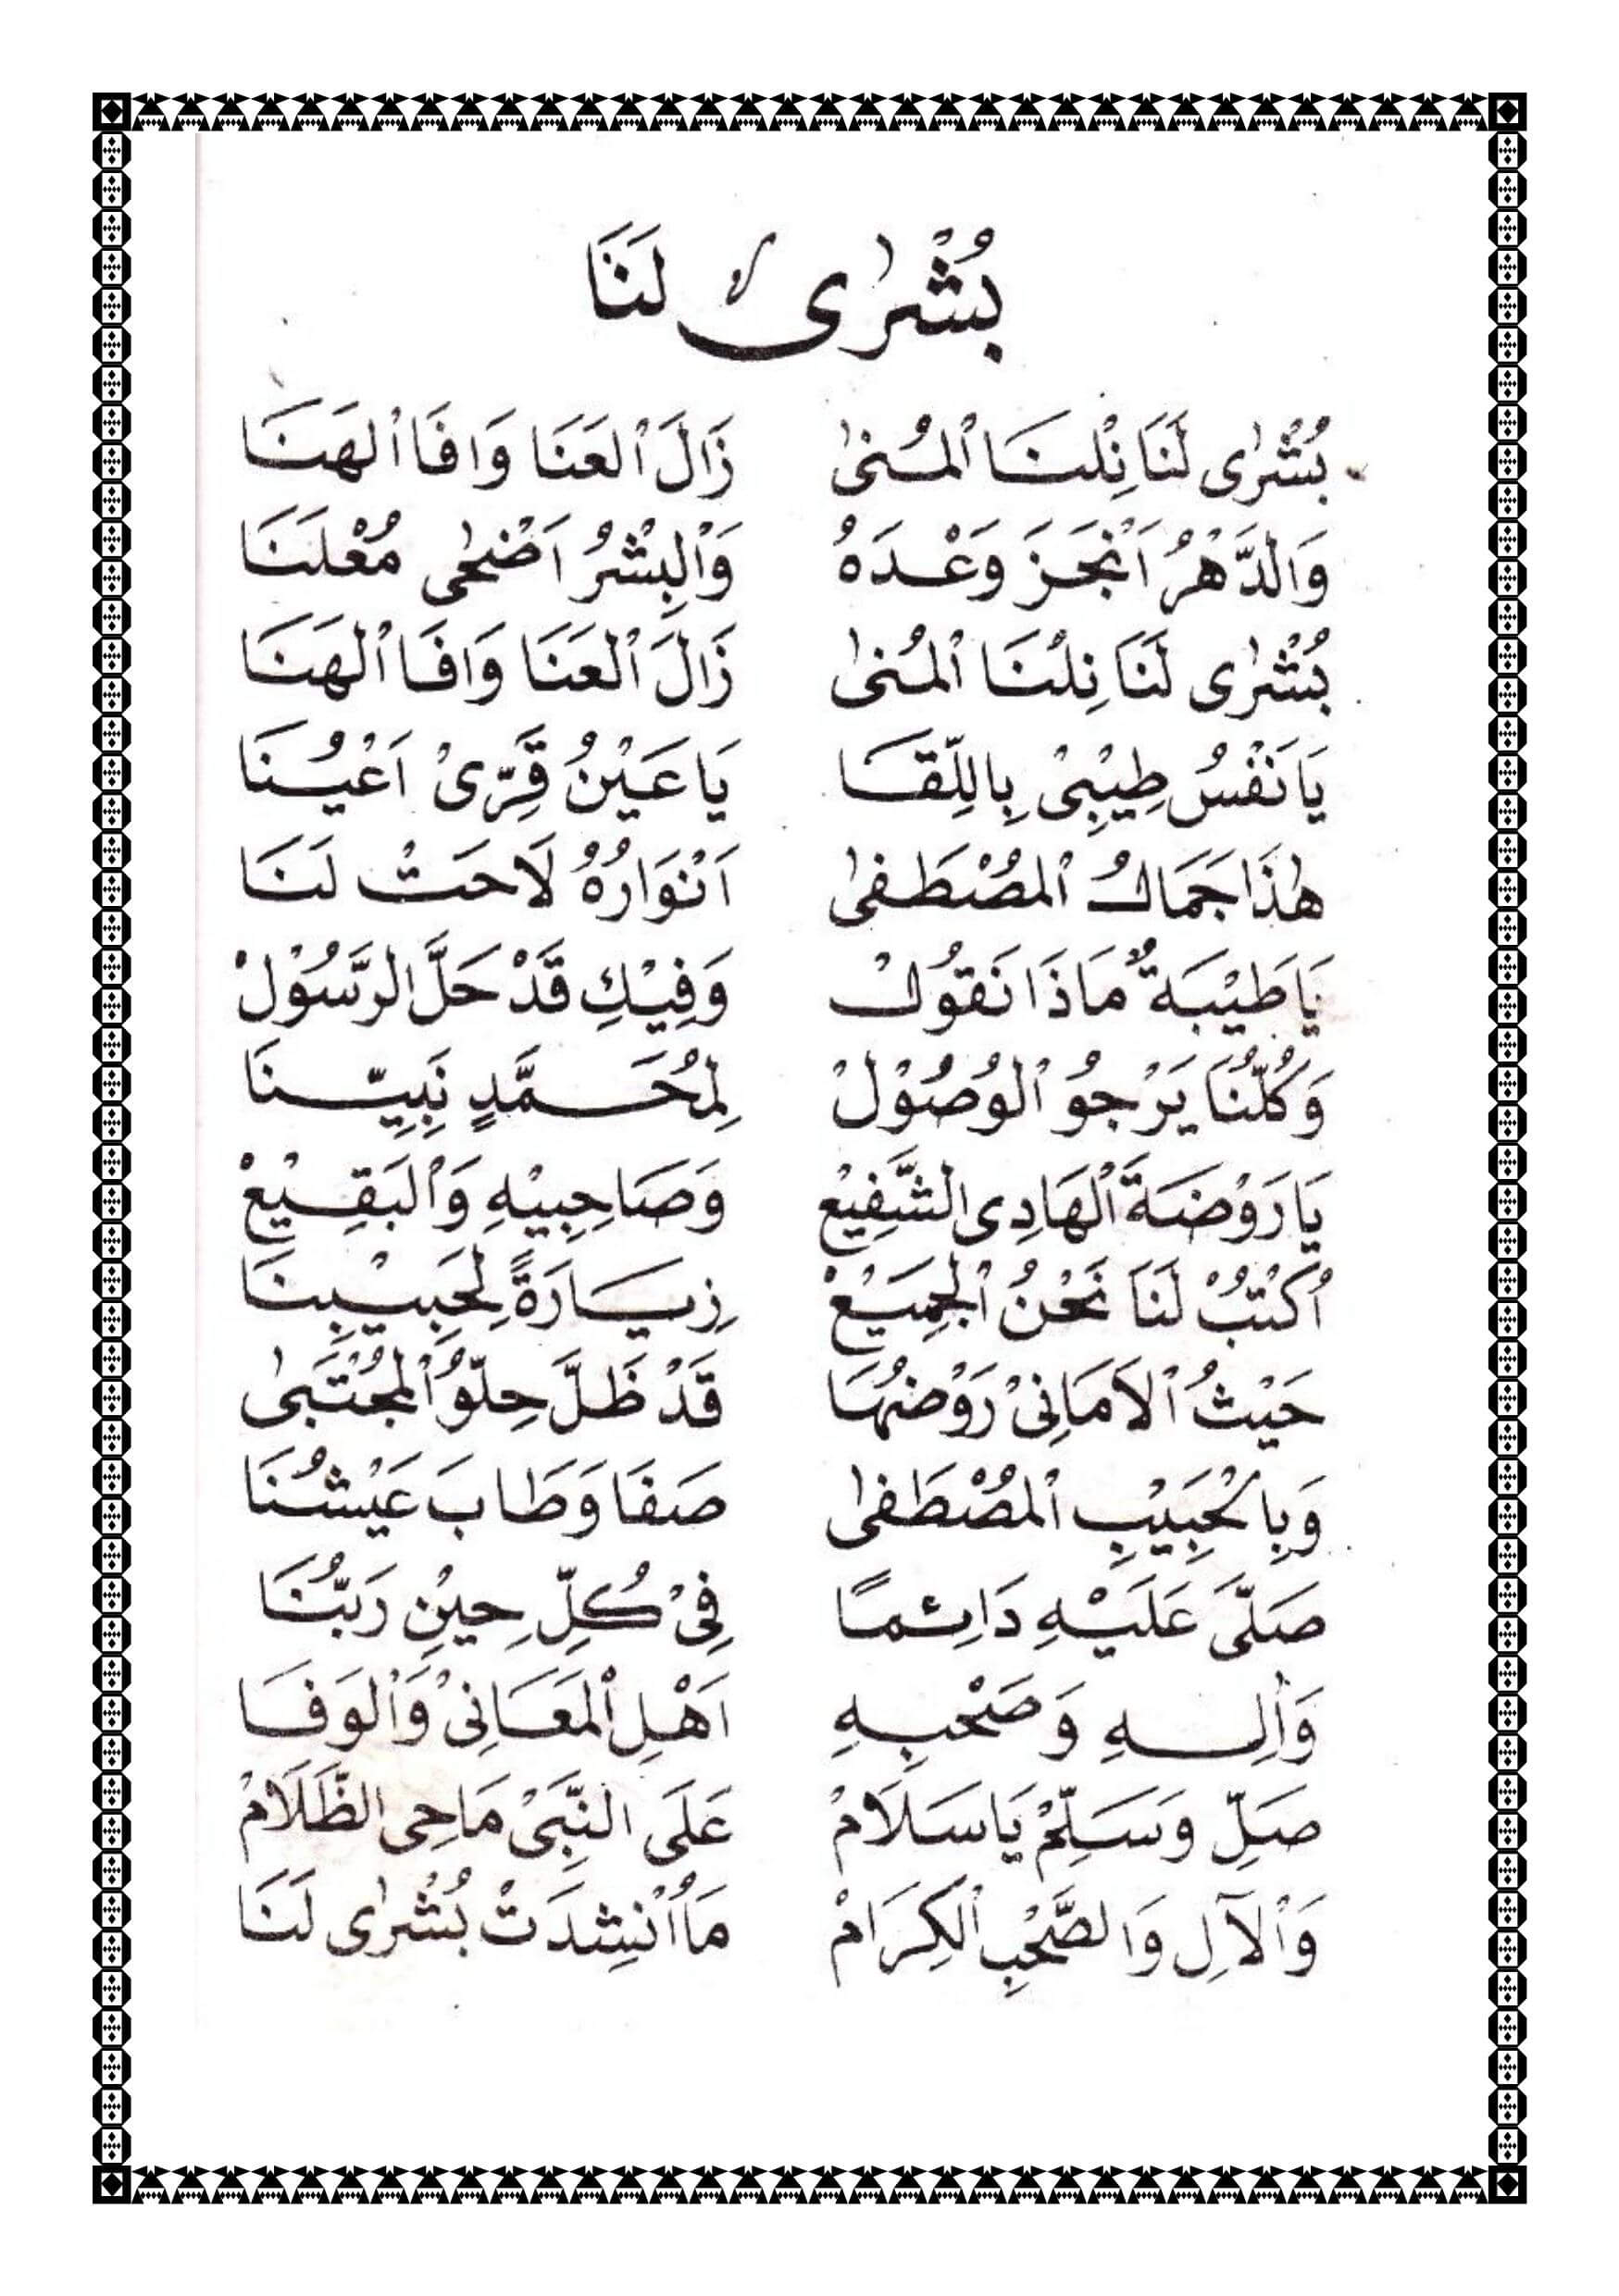 بُشْرٰى لَنَا
بُشْرٰى لَنَا نِلْنَا الْمُنٰى زَالَ الْعَنَا وَافَا الْهَنَا
وَالدَّهْرُ اَنْجَزَ وَعْدَهُ وَالْبِشْرُ اَضْحٰى مُعْلَنَا
بُشْرٰى لَنَا نِلْنَا الْمُنٰى زَالَ الْعَنَا وَافَا الْهَنَا
يَا نَفْسُ طِيْبِيْ بِاللِّقَا يَا عَيْنُ قِرِّىْ اَعْيُنَا
هٰذَا جَمَالُ الْمُصْطَفٰى اَنْوَارُهُ لَاحَتْ لَنَا
يَا طَيْبَةٌ مَاذَا نَقُولْ وَفِيْكِ قَدْ حَلَّ الرَّسُوْلْ
وَكُلُّنَا يَرْجُو الْوُصُوْلْ لِمُحَمَّدٍ نَبِيِّنَا
يَا رَوْضَةَ الْهَادِى الشَّفِيْعْ وَصَاحِبِيْهِ وَالْبَقِيْعْ
اُكْتُبْ لَنَا نَحْنُ الْجَمِيْعْ زِيَارَةً لِحَبِيْبِنَا
حَيْثُ الْاَمَانِيْ رَوْضُهَا قَدْ ظَلَّ حِلُّوُ الْمُجْتَبٰى
وَبِالْحَبِيْبِ الْمُصْطَفٰى صَفَا وَطَابَ عَيْشُنَا
صَلَّى عَلَيْهِ دَائِمًا فِيْ كُلِّ حِيْنٍ رَبُّنَا
وَاٰلِهِ وَصَحْبِهِ اَهْلِ الْمَعَانِيْ وَالْوَفَا
صَلِّ وَسَلِّمْ يَا سَلَامْ عَلَى النَّبِيْ مَاحِى الظَّلَامْ
وَالْآلِ وَالصَّحْبِ الْكِرَامْ مَا اُنْشِدَتْ بُشْرٰى لَنَا